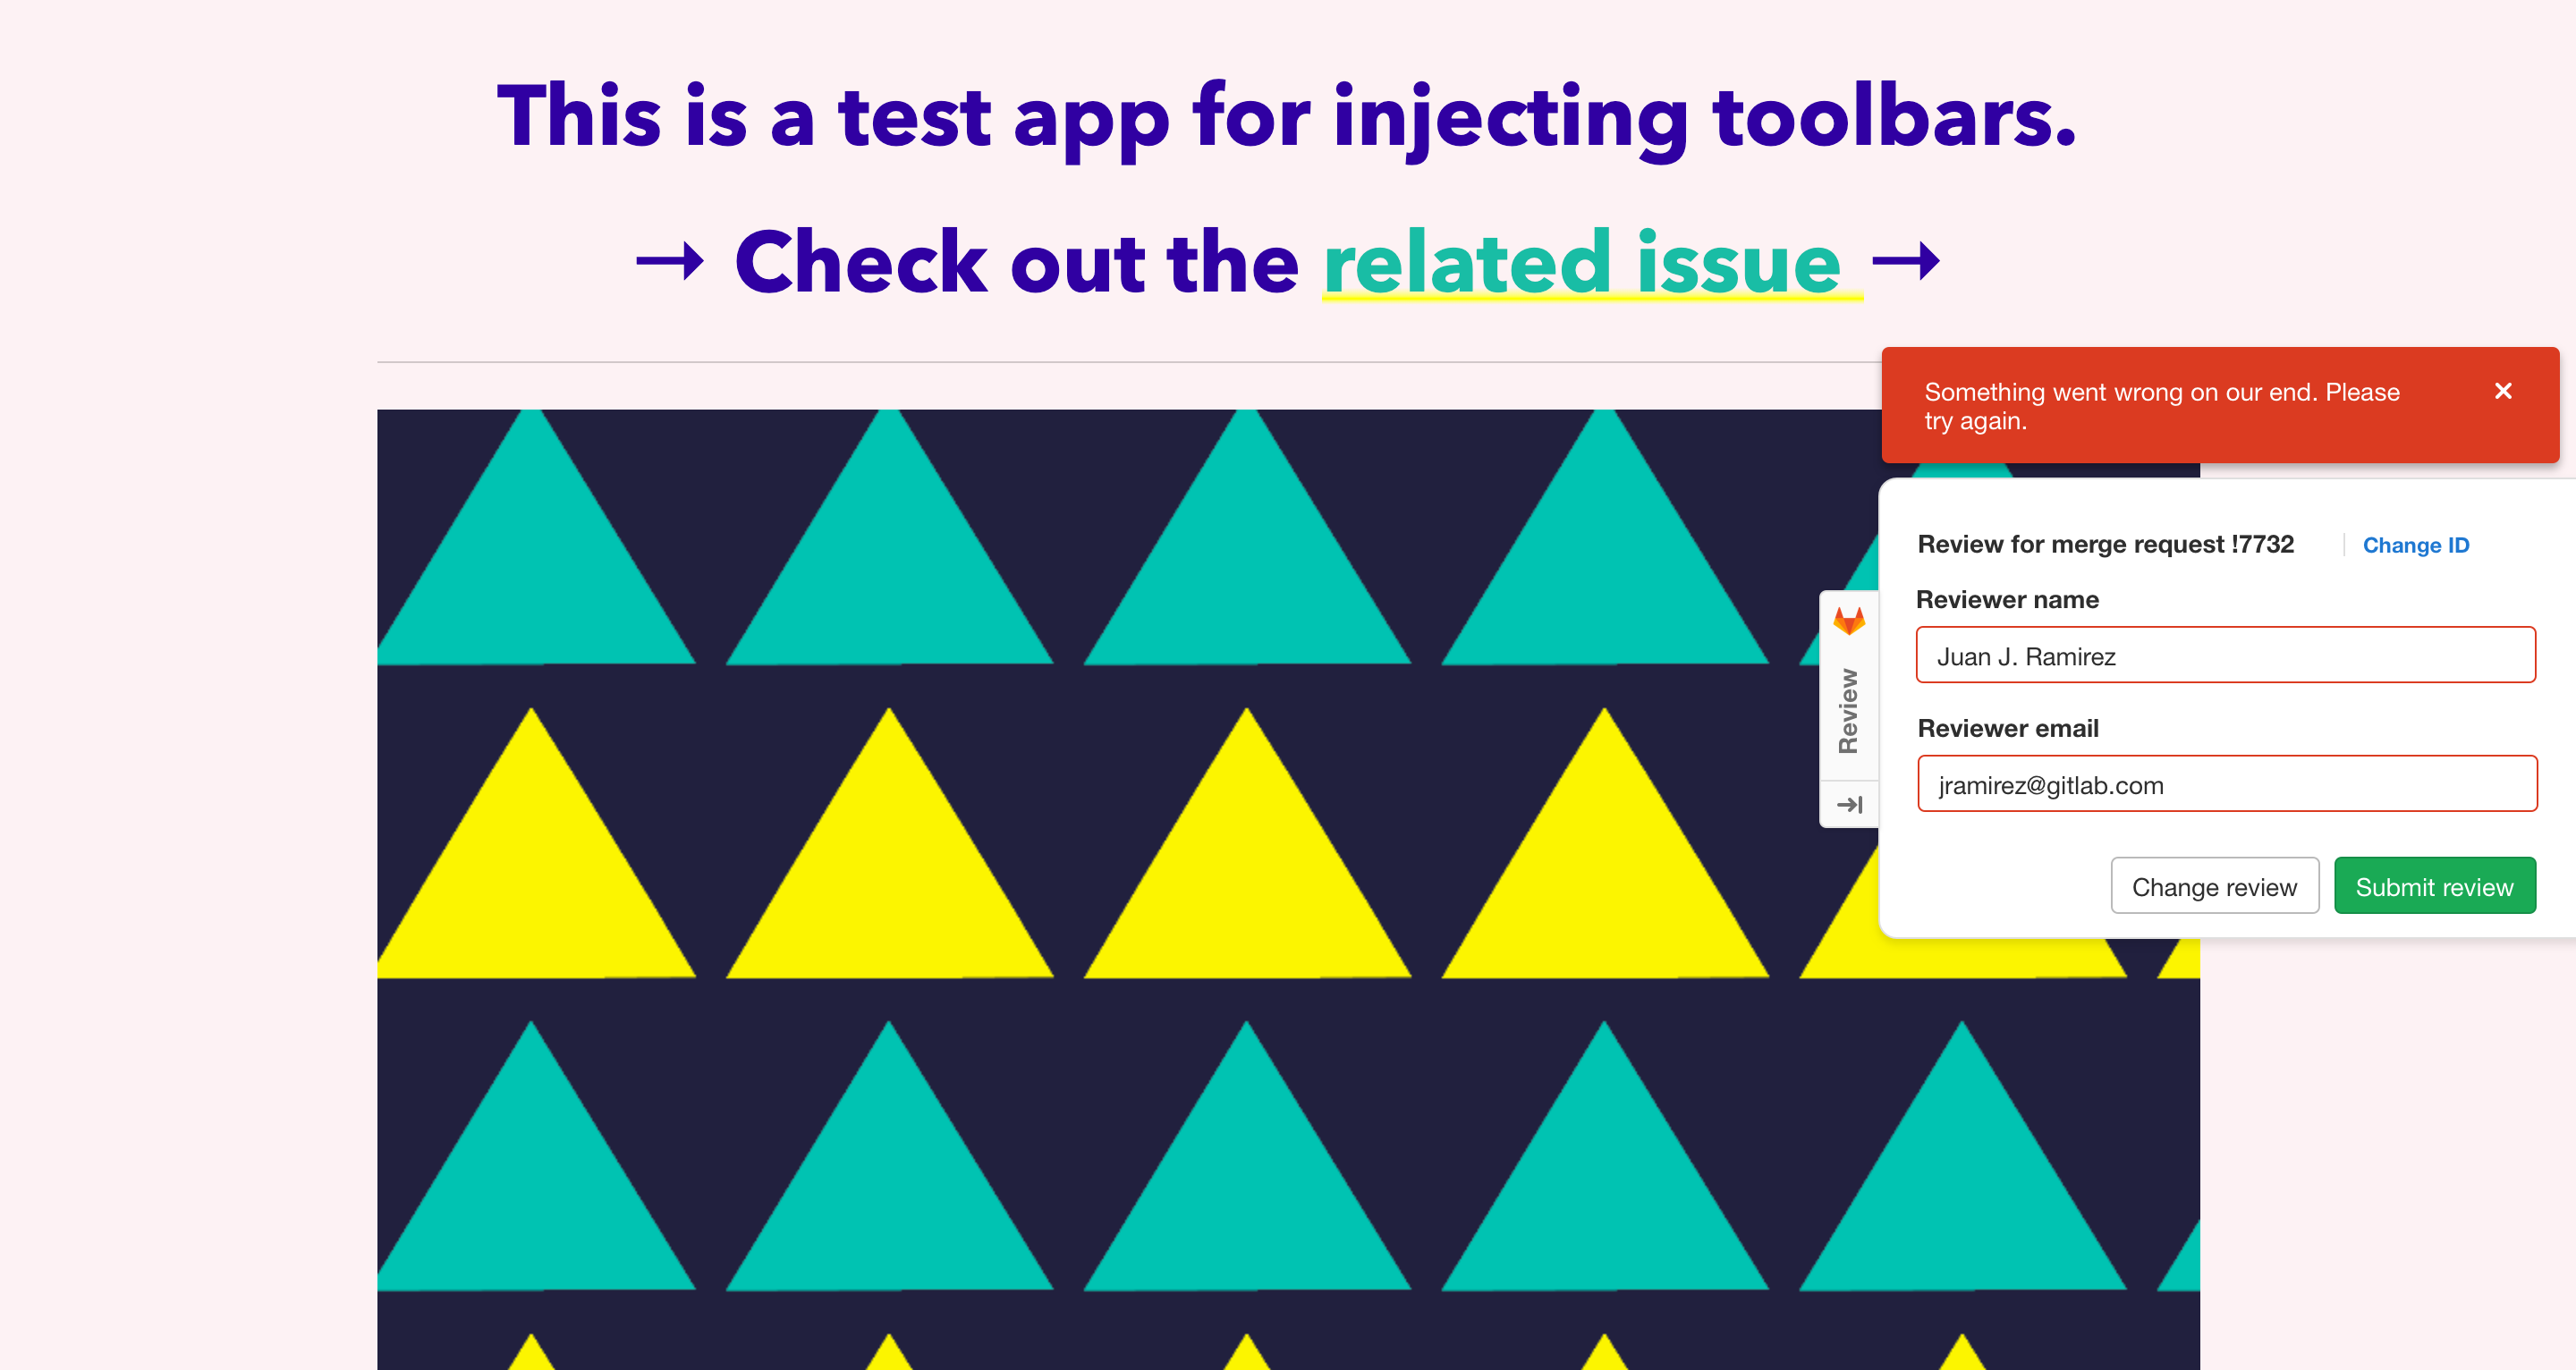 This is a test app for injecting toolbars.
→ Check out the related issue →
Something went wrong on our end. Please
try again.
Review for merge request !7732
Change ID
Reviewer name
Juan J. Ramirez
Review
Reviewer email
jramirez@gitlab.com
Change review
Submit review